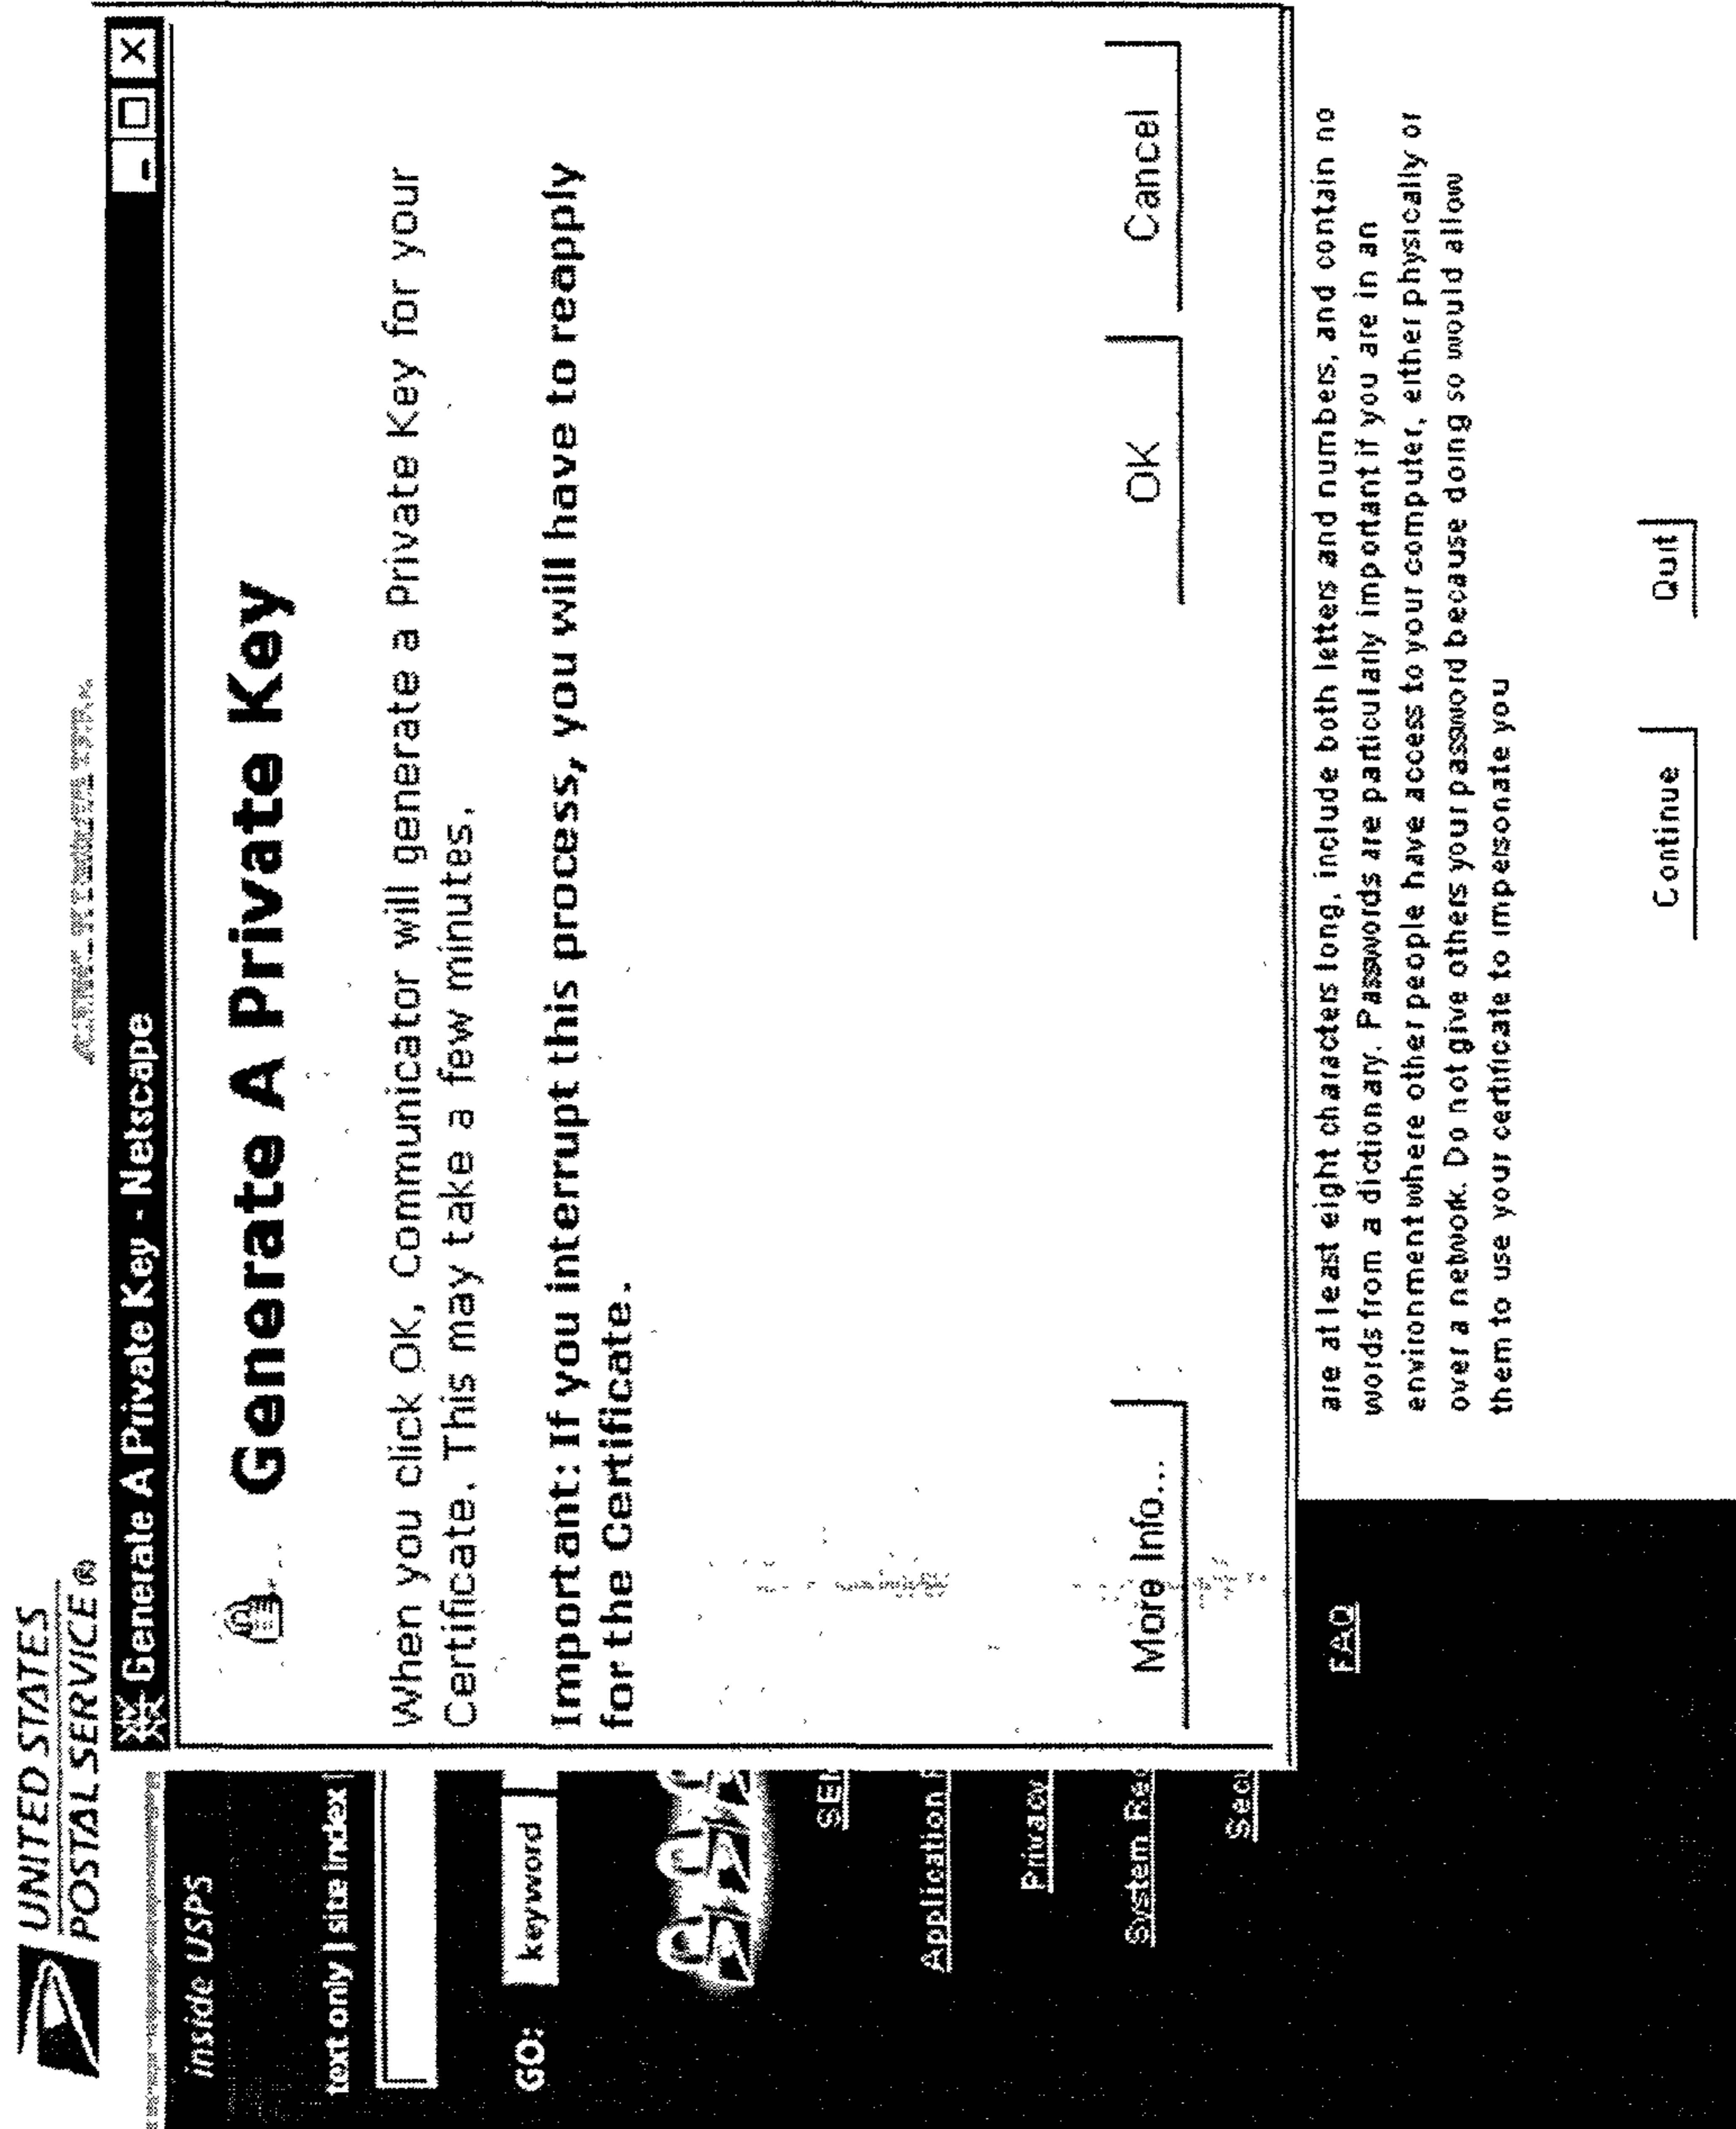 UNITED STATES
POSTAL SERVICE ®
Generate A Private Key - Netscape
Generate A Private Key
When you click OK, Communicator will generate a Private Key for your
Certificate. This may take a few minutes.
Important: If you interrupt this process, you will have to reapply
for the Certificate.
More Info...
OK
Cancel
inside USPS
text only | site index |
GO:
keyword
Application
Privacy
System Rec
Secu
FAQ
are at least eight characters long, include both letters and numbers, and contain no
words from a dictionary. Passwords are particularly important if you are in an
environment where other people have access to your computer, either physically or
over a network. Do not give others your password because doing so would allow
them to use your certificate to impersonate you
Continue
Quit